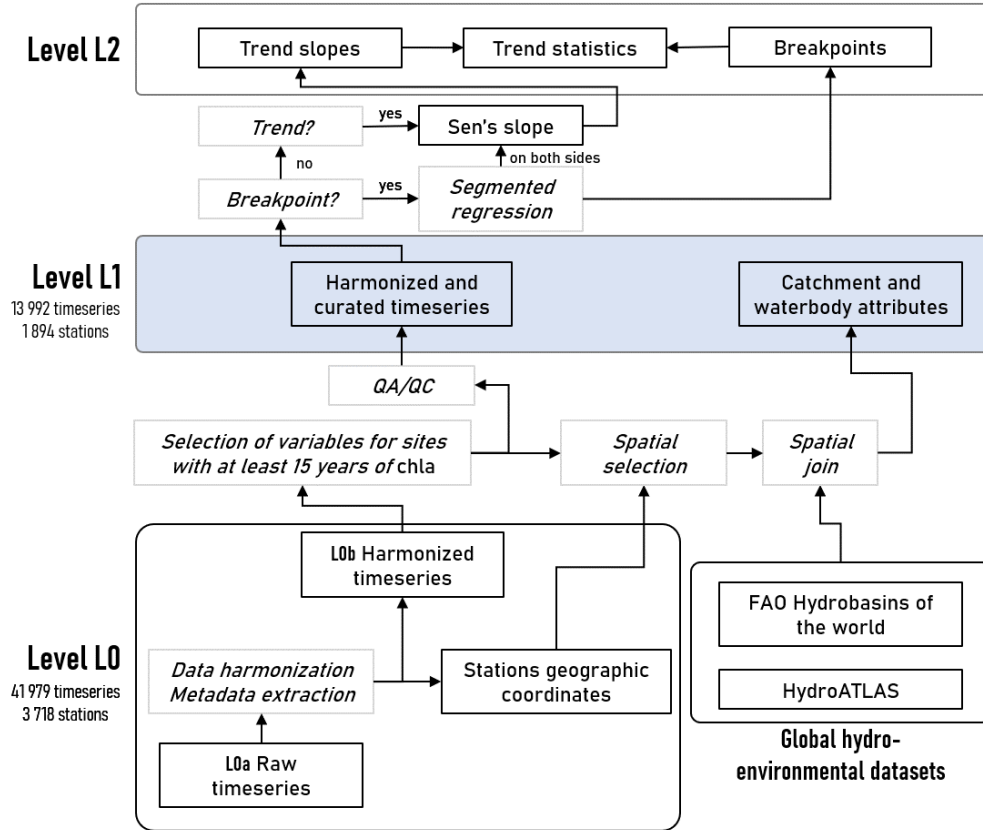 Level L2
Trend slopes
Trend statistics
Breakpoints
Trend?
yes
Sen's slope
no
on both sides
Breakpoint?
yes
Segmented
regression
Level L1
13 992 timeseries
1 894 stations
Harmonized and
curated timeseries
Catchment and
waterbody attributes
QA/QC
Selection of variables for sites
with at least 15 years of chla
Spatial
selection
Spatial
join
L0b Harmonized
timeseries
FAO Hydrobasins of
the world
Level L0
41 979 timeseries
3 718 stations
Data harmonization
Metadata extraction
Stations geographic
coordinates
HydroATLAS
L0a Raw
timeseries
Global hydro-
environmental datasets